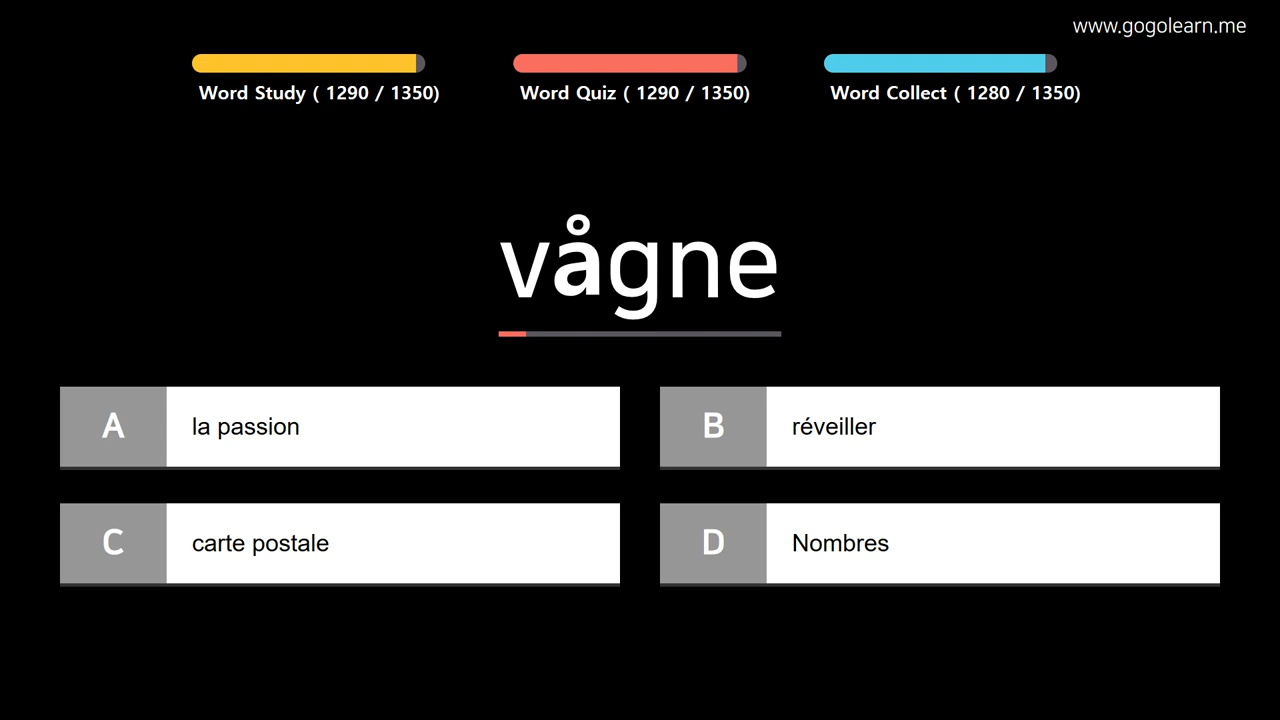 www.gogolearn.me
Word Study ( 1290 / 1350)
Word Quiz ( 1290 / 1350)
Word Collect ( 1280 / 1350)
vågne
A la passion
B réveiller
C carte postale
D Nombres